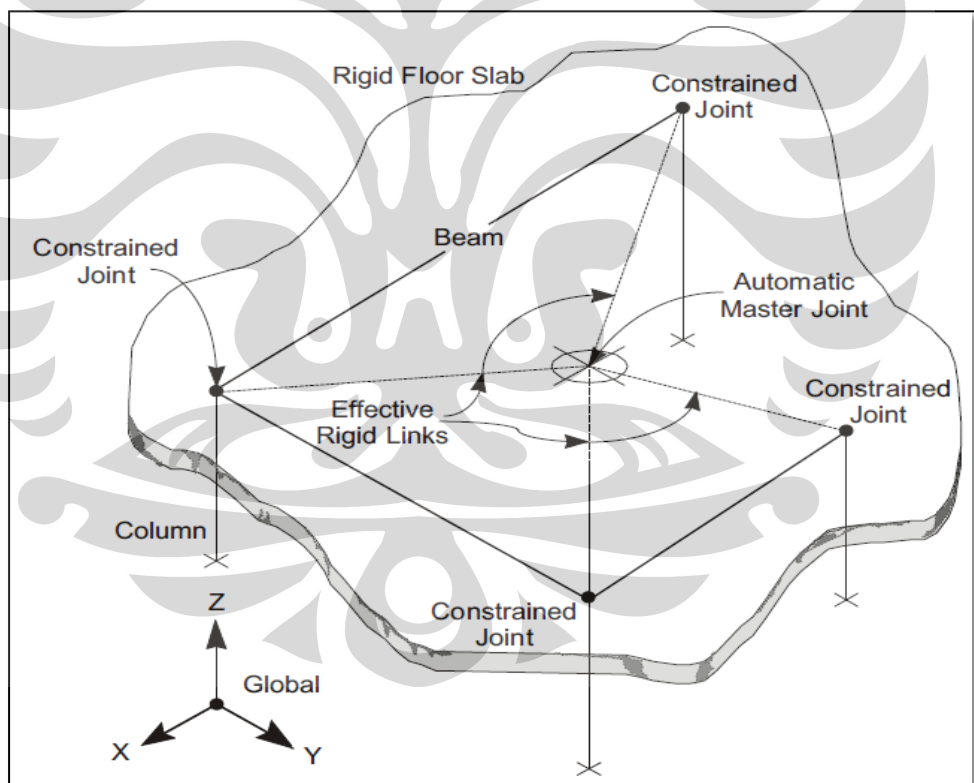 Rigid Floor Slab
Constrained
Joint
Constrained
Joint
Beam
Automatic
Master Joint
Constrained
Joint
Effective
Rigid Links
Column
Constrained
Joint
Z
Global
X
Y